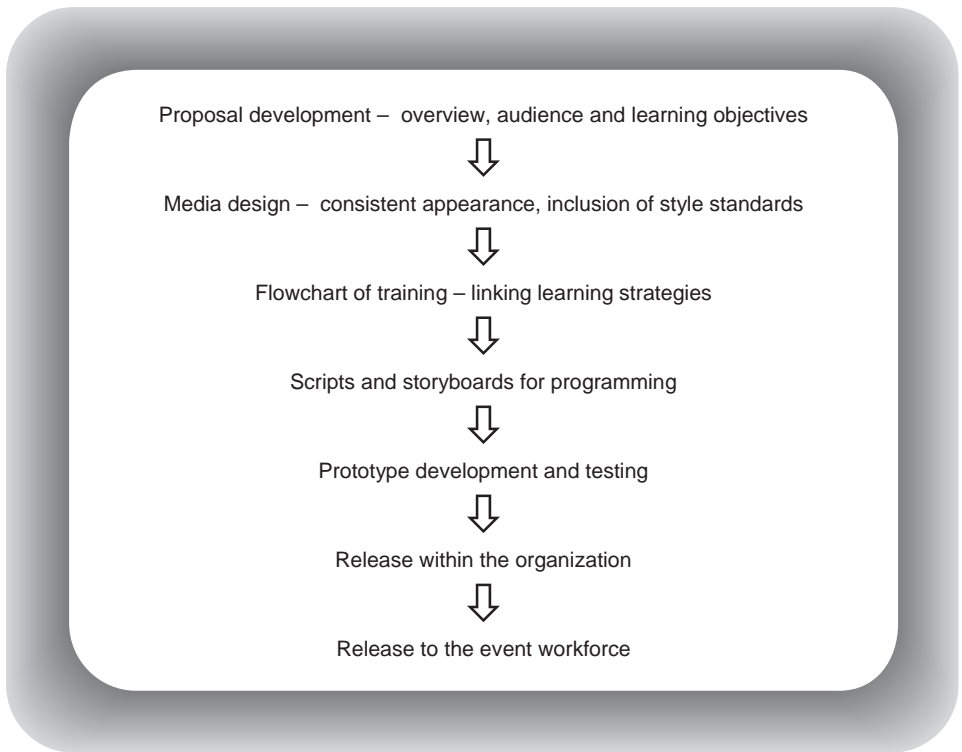 Proposal development – overview, audience and learning objectives
Media design – consistent appearance, inclusion of style standards
Flowchart of training – linking learning strategies
Scripts and storyboards for programming
Prototype development and testing
Release within the organization
Release to the event workforce